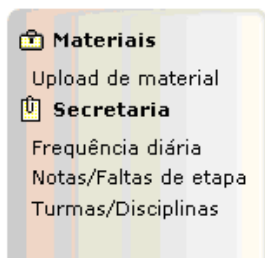 Materiais
Upload de material
Secretaria
Frequência diária
Notas/Faltas de etapa
Turmas/Disciplinas